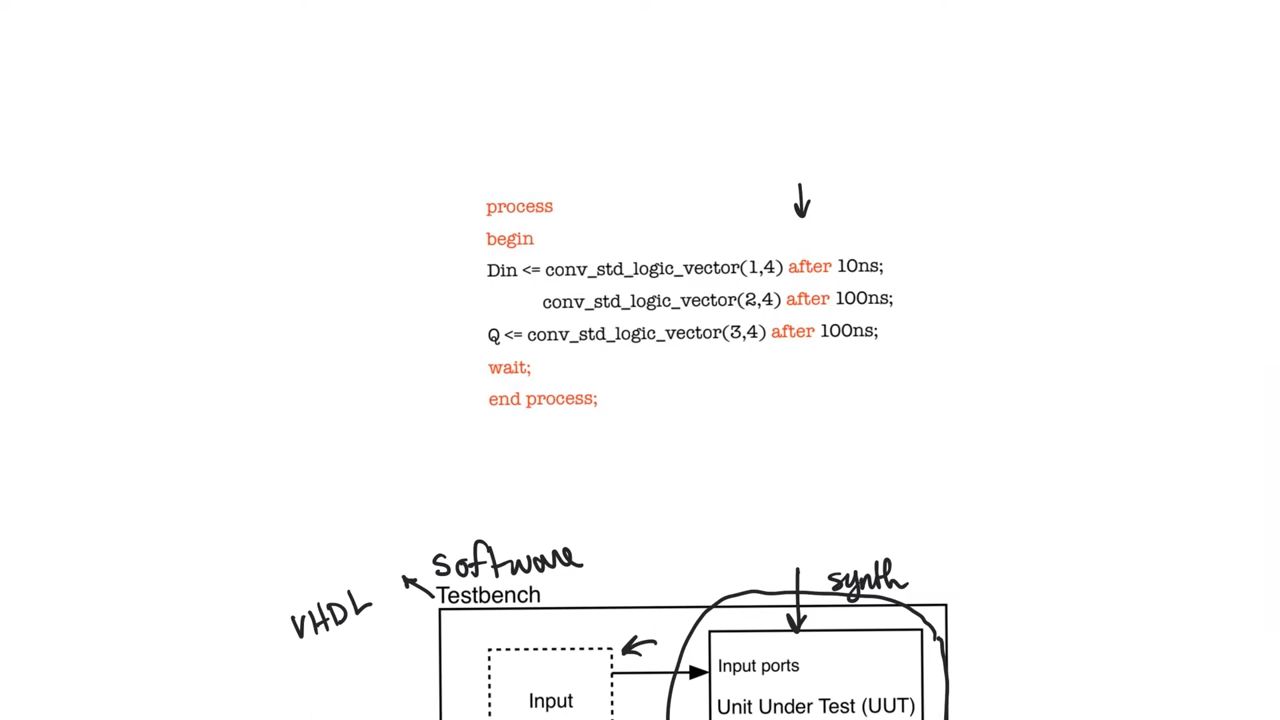 process
begin
Din <= conv_std_logic_vector(1,4) after 10ns;
conv_std_logic_vector(2,4) after 100ns;
Q <= conv_std_logic_vector(3,4) after 100ns;
wait;
end process;
software
synth
Testbench
VHDL
Input ports
Input
Unit Under Test (UUT)